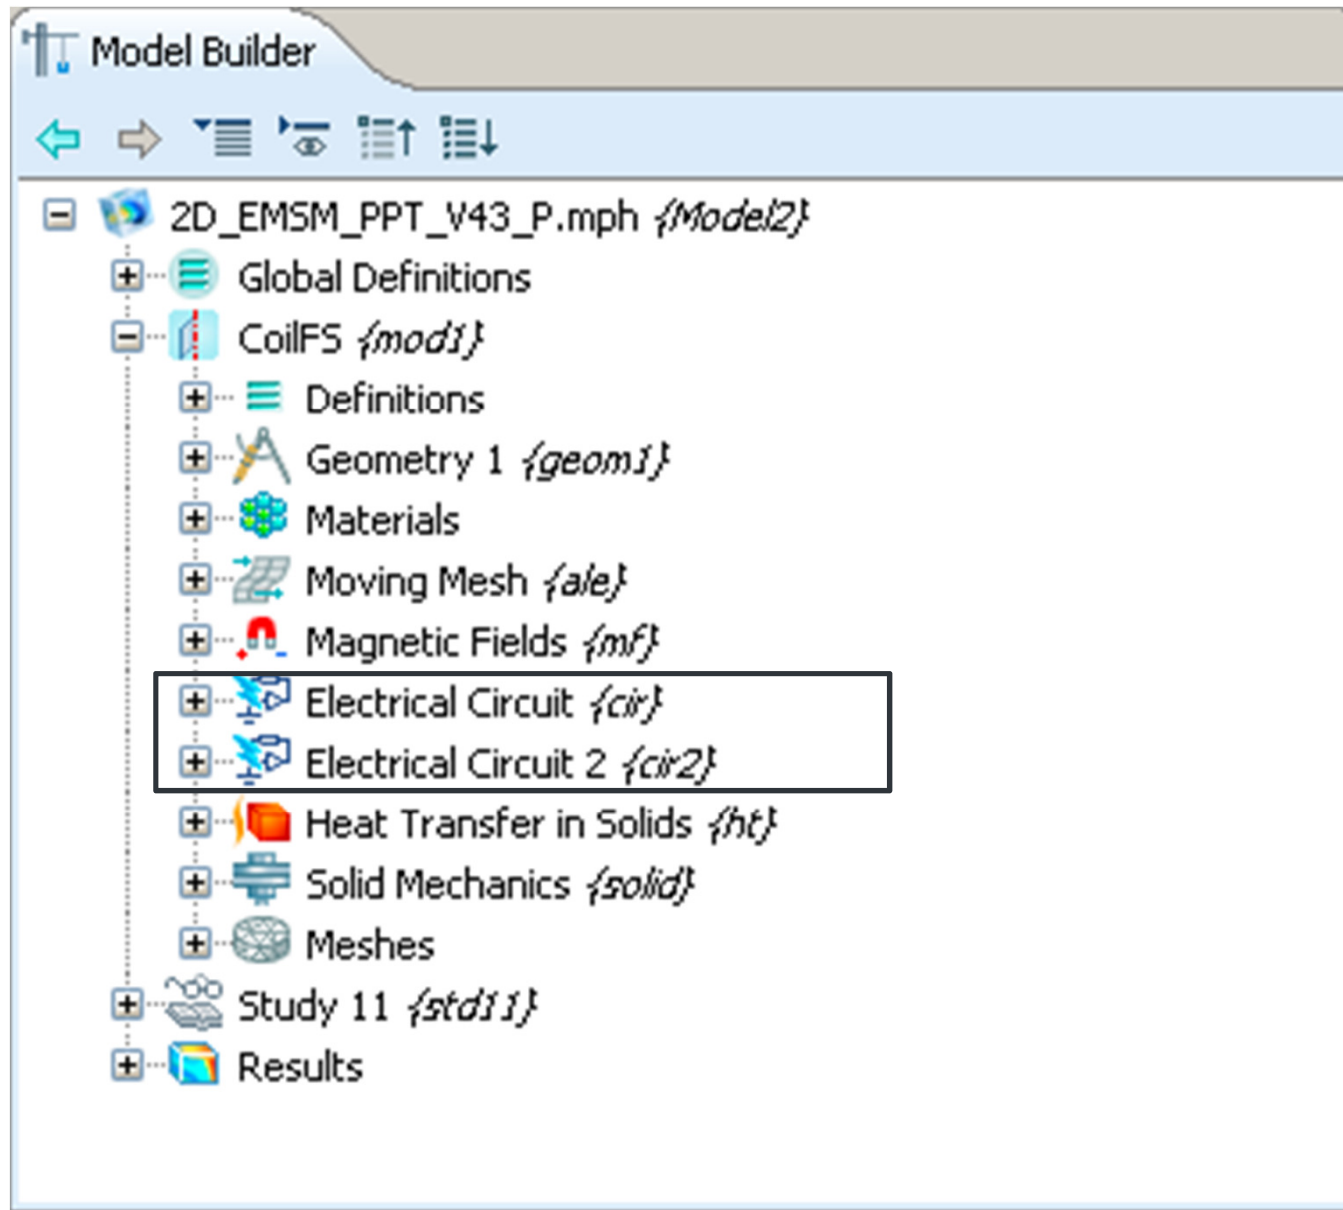 Model Builder
2D_EMSM_PPT_V43_P.mph {Model2}
Global Definitions
CoilFS {mod1}
Definitions
Geometry 1 {geom1}
Materials
Moving Mesh {ale}
Magnetic Fields {mf}
Electrical Circuit {cir}
Electrical Circuit 2 {cir2}
Heat Transfer in Solids {ht}
Solid Mechanics {solid}
Meshes
Study 11 {std11}
Results